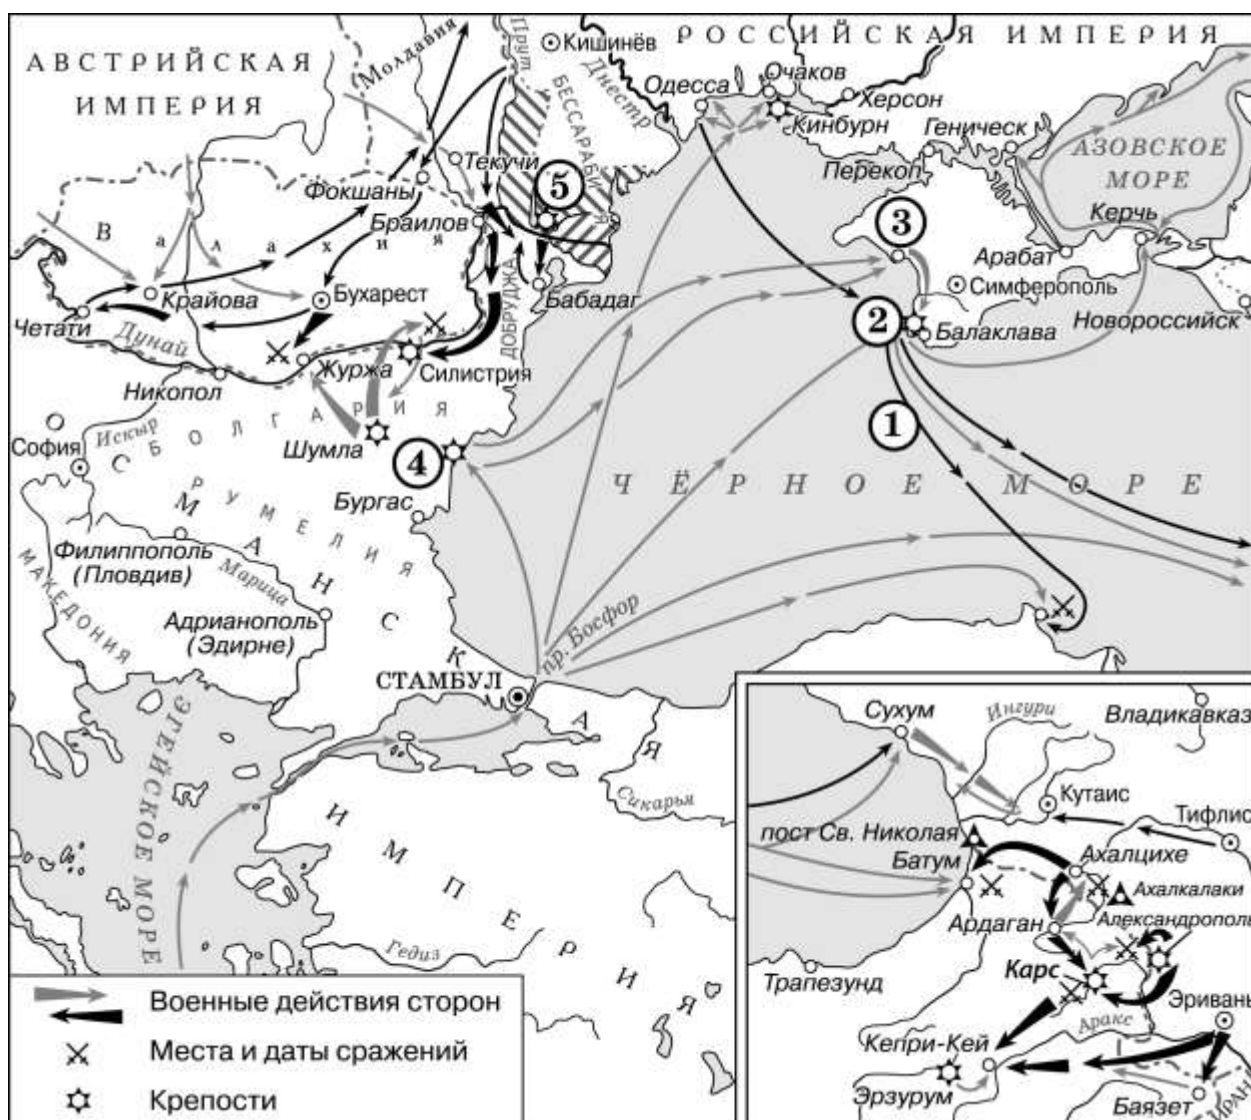 РОССИЙСКАЯ ИМПЕРИЯ
АВСТРИЙСКАЯ
ИМПЕРИЯ
Молдавия
Прут
Кишинёв
Днестр
БЕССАРАБИЯ
Одесса
Очаков
Херсон
Кинбурн
Геническ
Перекоп
АЗОВСКОЕ
МОРЕ
Керчь
Арабат
Симферополь
Новороссийск
Балаклава
Текучи
Фокшаны
Браилов
Валахия
5
3
2
1
4
Крайова
Бухарест
Бабадаг
ДОБРУДЖА
Четати
Дунай
Журжа
Силистрия
Никопол
БОЛГАРИЯ
София
Искыр
Шумла
Бургас
РУМЕЛИЯ
ЧЁРНОЕ МОРЕ
Филиппополь
(Пловдив)
Марица
МАКЕДОНИЯ
Адрианополь
(Эдирне)
пр. Босфор
СТАМБУЛ
ЭГЕЙСКОЕ МОРЕ
ОСМАНСКАЯ
ИМПЕРИЯ
Сикарья
Гедиз
Сухум
Ингури
Владикавказ
Кутаис
Тифлис
пост Св. Николая
Батум
Ахалцихе
Ахалкалаки
Ардаган
Александрополь
Карс
Трапезунд
Аракс
Эривань
Кепри-Кей
Эрзурум
Баязет
ИРАН
Военные действия сторон
Места и даты сражений
Крепости